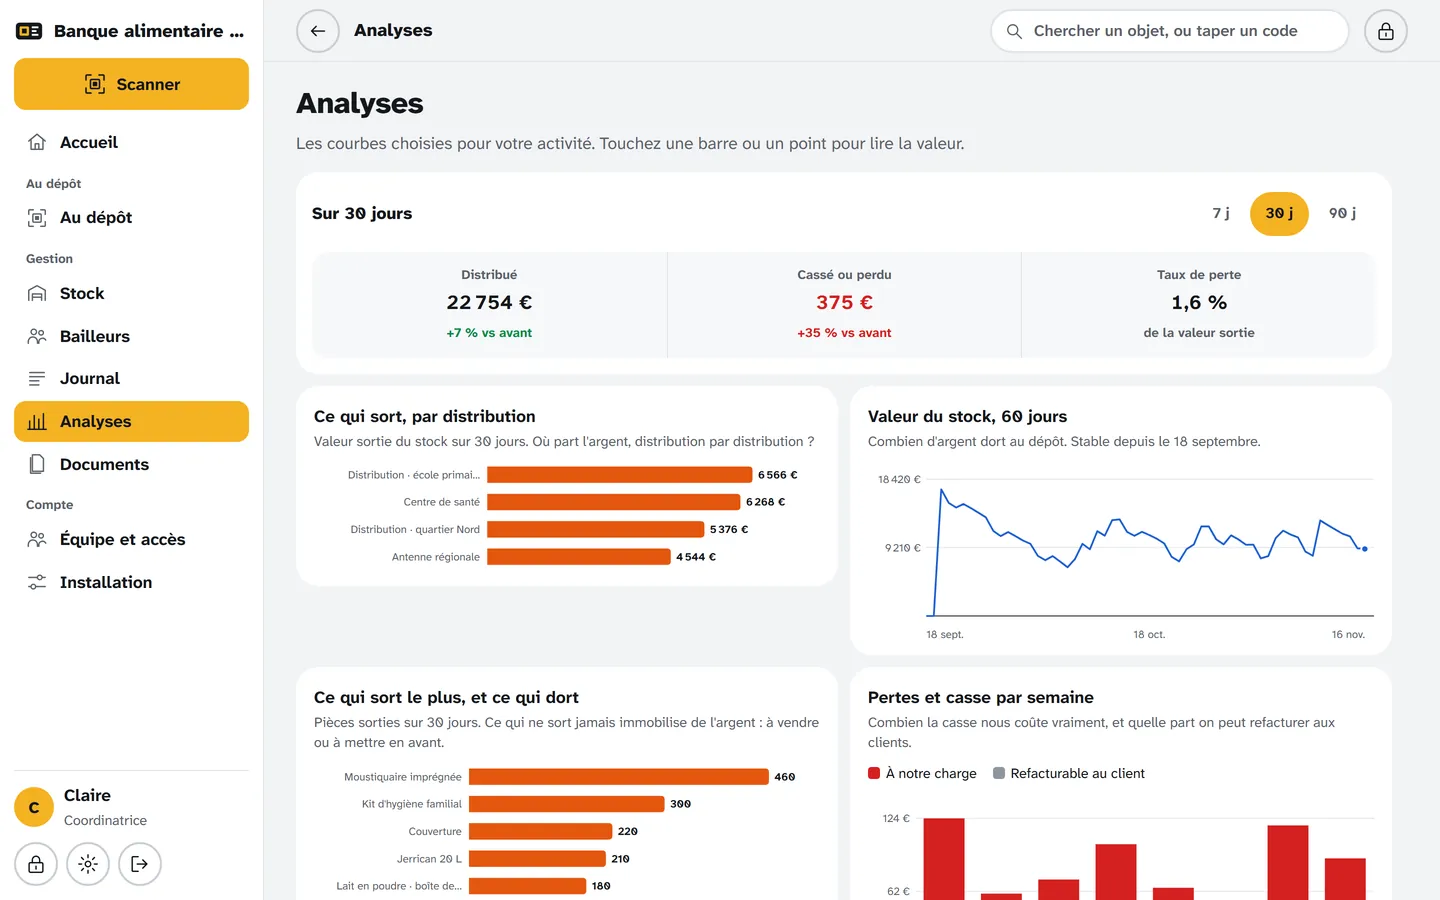 Banque alimentaire ...
Scanner
Accueil
Au dépôt
Au dépôt
Gestion
Stock
Bailleurs
Journal
Analyses
Documents
Compte
Équipe et accès
Installation
C
Claire
Coordinatrice
Analyses
Chercher un objet, ou taper un code
Analyses
Les courbes choisies pour votre activité. Touchez une barre ou un point pour lire la valeur.
Sur 30 jours
7 j
30 j
90 j
Distribué
22 754 €
+7 % vs avant
Cassé ou perdu
375 €
+35 % vs avant
Taux de perte
1,6 %
de la valeur sortie
Ce qui sort, par distribution
Valeur sortie du stock sur 30 jours. Où part l'argent, distribution par distribution ?
Distribution · école primai... 6 566 €
Centre de santé 6 268 €
Distribution · quartier Nord 5 376 €
Antenne régionale 4 544 €
Valeur du stock, 60 jours
Combien d'argent dort au dépôt. Stable depuis le 18 septembre.
18 420 €
9 210 €
18 sept. 18 oct. 16 nov.
Ce qui sort le plus, et ce qui dort
Pièces sorties sur 30 jours. Ce qui ne sort jamais immobilise de l'argent : à vendre
ou à mettre en avant.
Moustiquaire imprégnée 460
Kit d'hygiène familial 300
Couverture 220
Jerrican 20 L 210
Lait en poudre · boîte de... 180
Pertes et casse par semaine
Combien la casse nous coûte vraiment, et quelle part on peut refacturer aux
clients.
À notre charge Refacturable au client
124 €
62 €